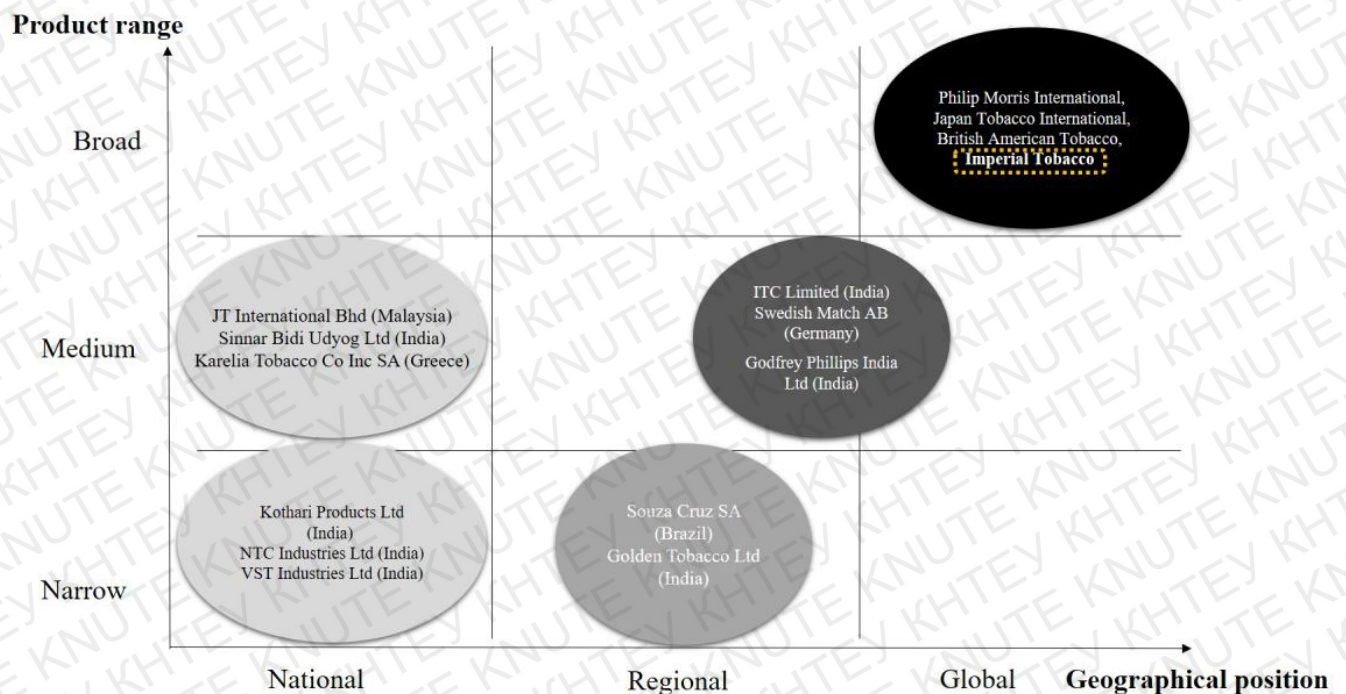 Product range
Broad
Philip Morris International,
Japan Tobacco International,
British American Tobacco,
Imperial Tobacco
Medium
JT International Bhd (Malaysia)
Sinnar Bidi Udyog Ltd (India)
Karelia Tobacco Co Inc SA (Greece)
ITC Limited (India)
Swedish Match AB
(Germany)
Godfrey Phillips India
Ltd (India)
Narrow
Kothari Products Ltd
(India)
NTC Industries Ltd (India)
VST Industries Ltd (India)
Souza Cruz SA
(Brazil)
Golden Tobacco Ltd
(India)
National
Regional
Global
Geographical position
KNUTE КНТЕУ